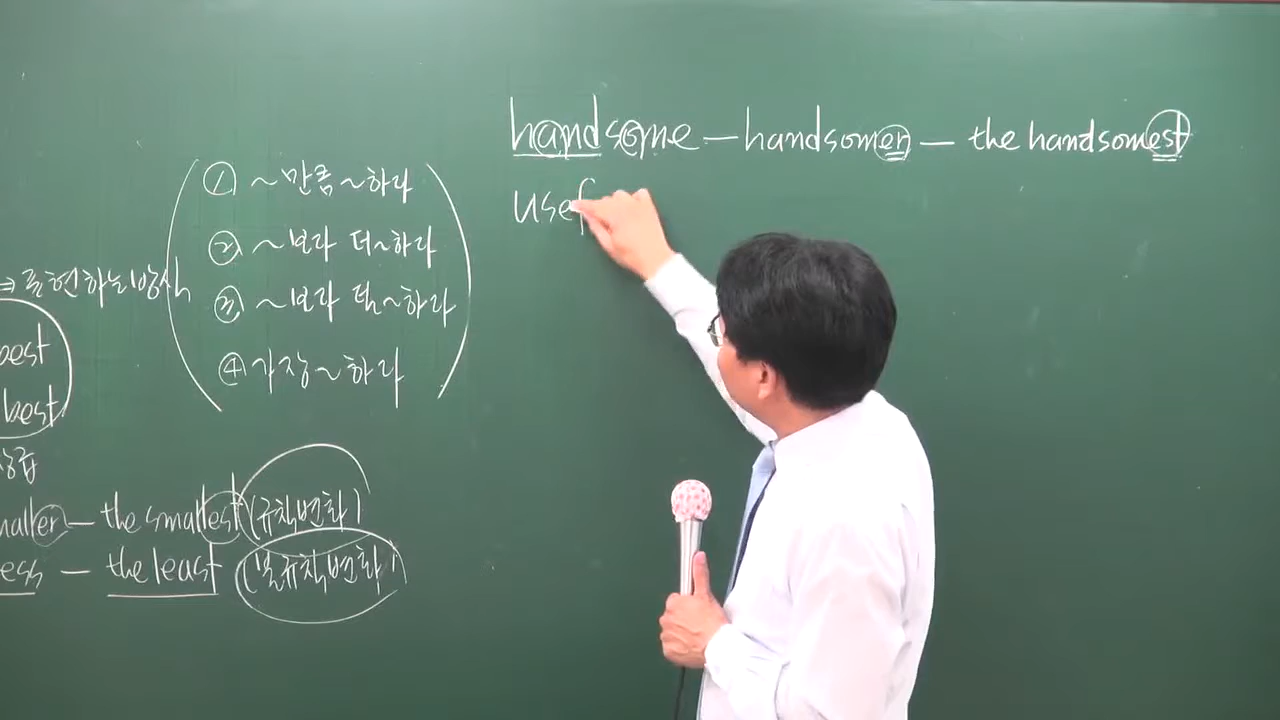 handsome – handsomer – the handsomest
usef
① ~만큼~하다
② ~보다 더~하다
⇒ 표현하는방식
③ ~보다 덜~하다
④ 가장~하다
best
best
maller – the smallest (규칙변화)
ess – the least (불규칙변화)